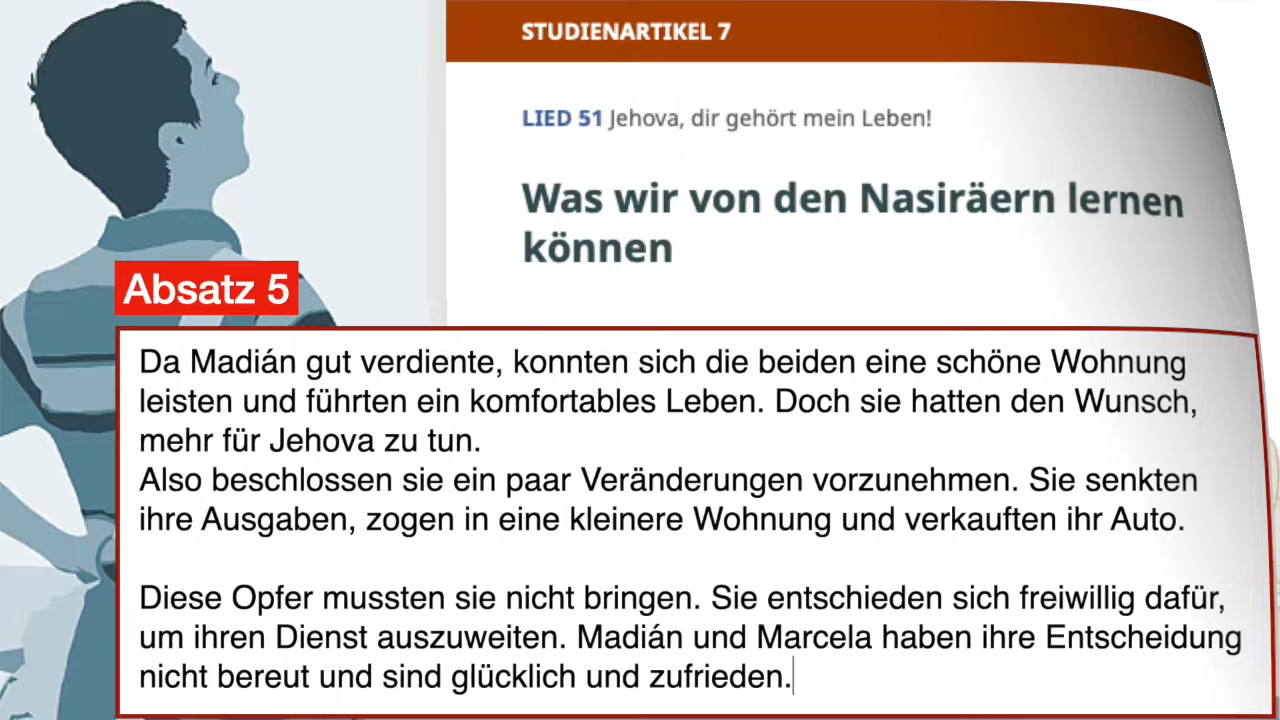 STUDIENARTIKEL 7
LIED 51 Jehova, dir gehört mein Leben!
Was wir von den Nasiräern lernen
können
Absatz 5
Da Madián gut verdiente, konnten sich die beiden eine schöne Wohnung
leisten und führten ein komfortables Leben. Doch sie hatten den Wunsch,
mehr für Jehova zu tun.
Also beschlossen sie ein paar Veränderungen vorzunehmen. Sie senkten
ihre Ausgaben, zogen in eine kleinere Wohnung und verkauften ihr Auto.
Diese Opfer mussten sie nicht bringen. Sie entschieden sich freiwillig dafür,
um ihren Dienst auszuweiten. Madián und Marcela haben ihre Entscheidung
nicht bereut und sind glücklich und zufrieden.